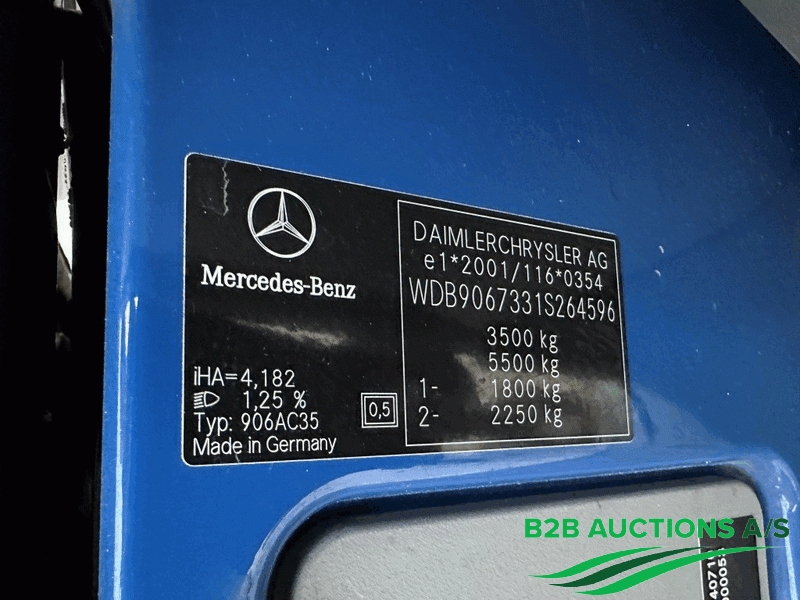 Mercedes-Benz
iHA=4,182
1,25 %
Typ: 906AC35
Made in Germany
0,5
DAIMLERCHRYSLER AG
e1*2001/116*0354
WDB9067331S264596
3500 kg
5500 kg
1- 1800 kg
2- 2250 kg
B2B AUCTIONS A/S